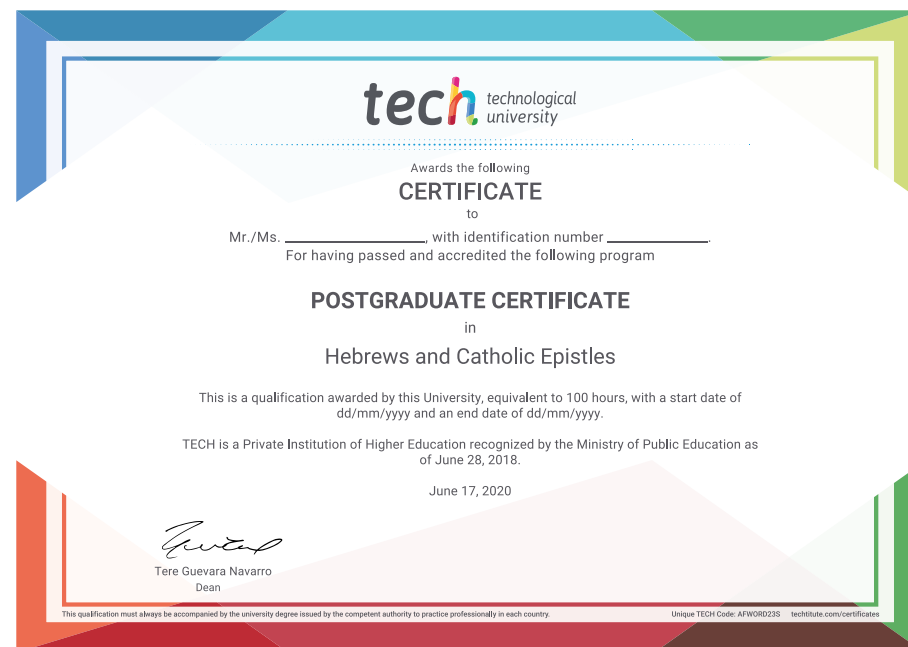 tech technological
university
Awards the following
CERTIFICATE
to
Mr./Ms. ____________________, with identification number ______________.
For having passed and accredited the following program
POSTGRADUATE CERTIFICATE
in
Hebrews and Catholic Epistles
This is a qualification awarded by this University, equivalent to 100 hours, with a start date of
dd/mm/yyyy and an end date of dd/mm/yyyy.
TECH is a Private Institution of Higher Education recognized by the Ministry of Public Education as
of June 28, 2018.
June 17, 2020
Tere Guevara Navarro
Dean
This qualification must always be accompanied by the university degree issued by the competent authority to practice professionally in each country. Unique TECH Code: AFWORD23S techtitute.com/certificates